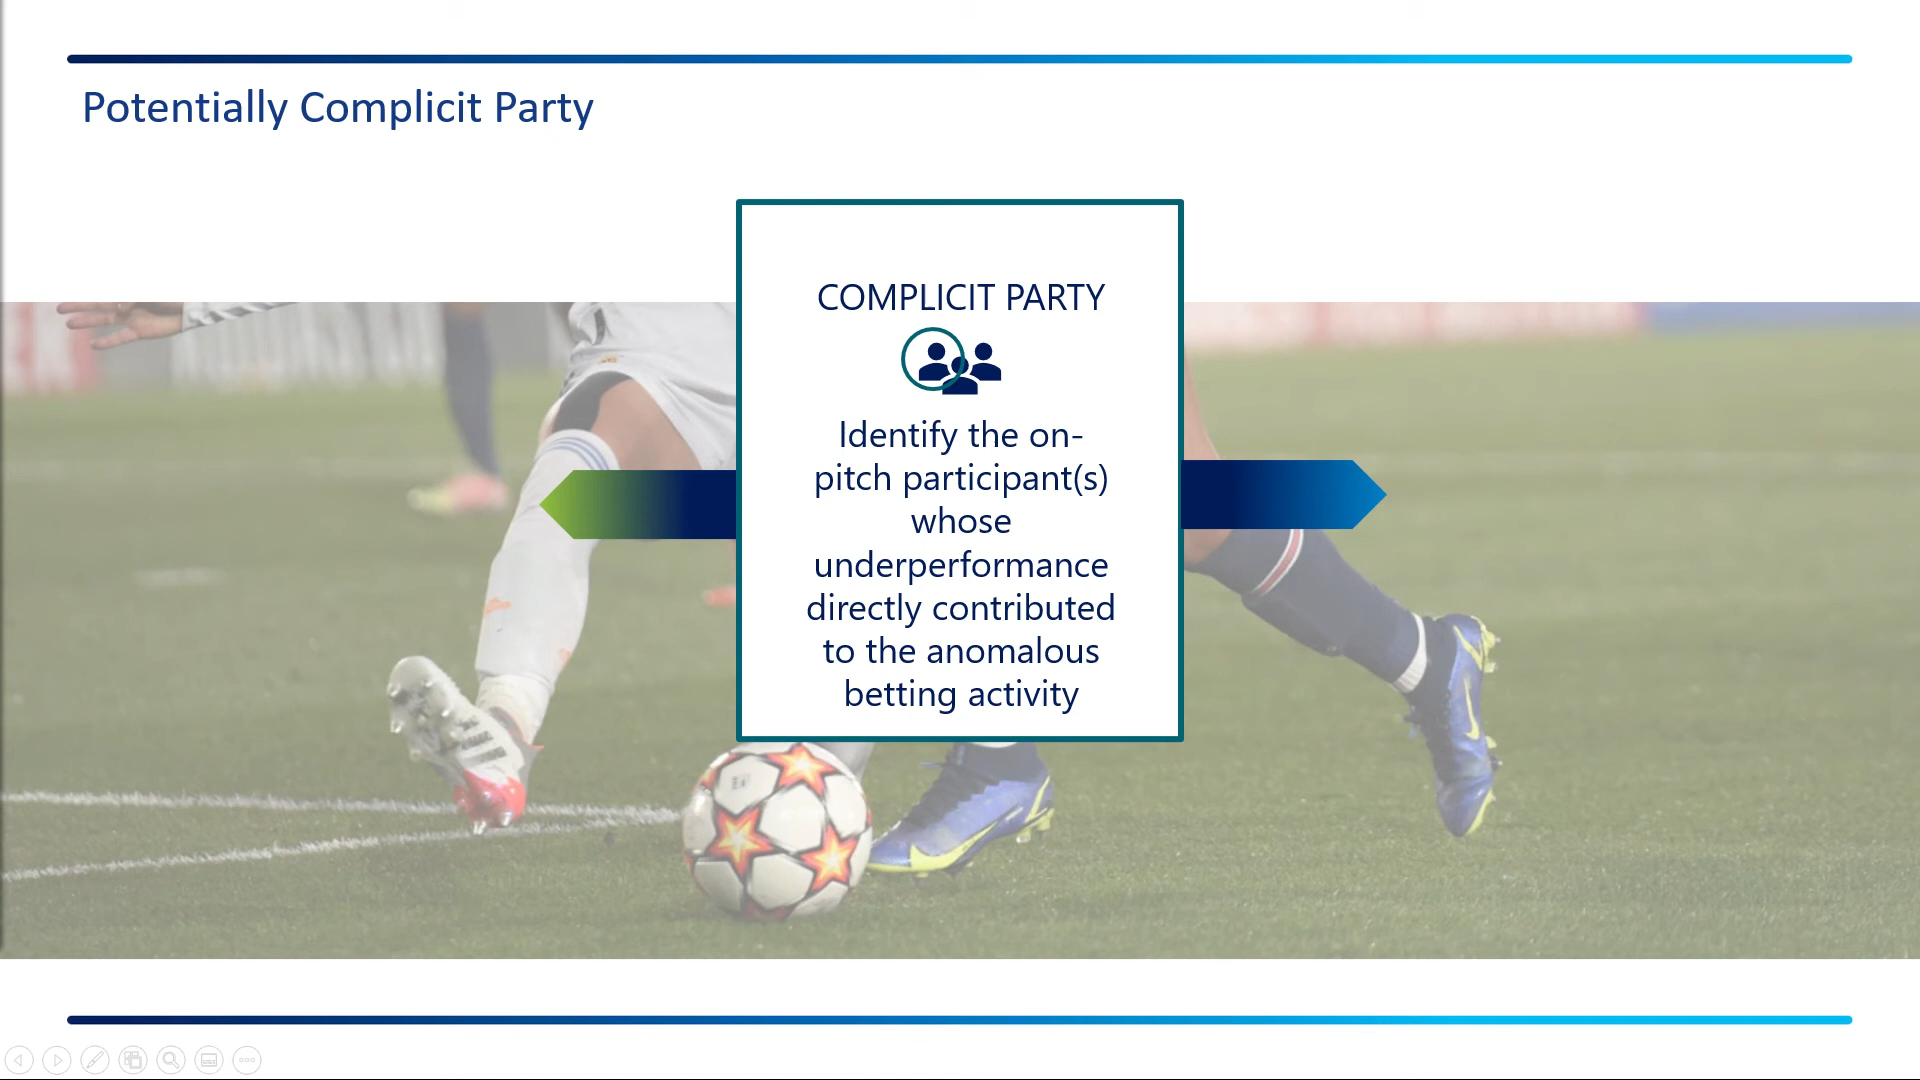 Potentially Complicit Party
COMPLICIT PARTY
Identify the on-
pitch participant(s)
whose
underperformance
directly contributed
to the anomalous
betting activity